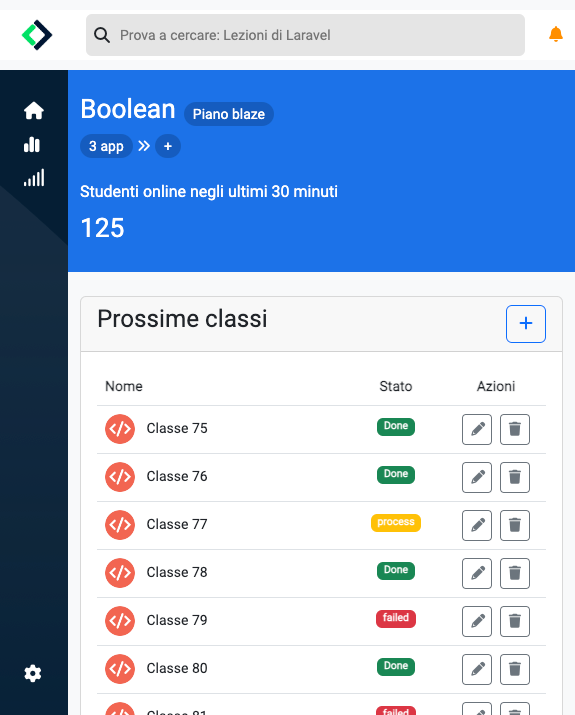 Prova a cercare: Lezioni di Laravel
Boolean Piano blaze
3 app +
Studenti online negli ultimi 30 minuti
125
Prossime classi
+
Nome Stato Azioni
</> Classe 75 Done
</> Classe 76 Done
</> Classe 77 process
</> Classe 78 Done
</> Classe 79 failed
</> Classe 80 Done
</> Classe 81 failed